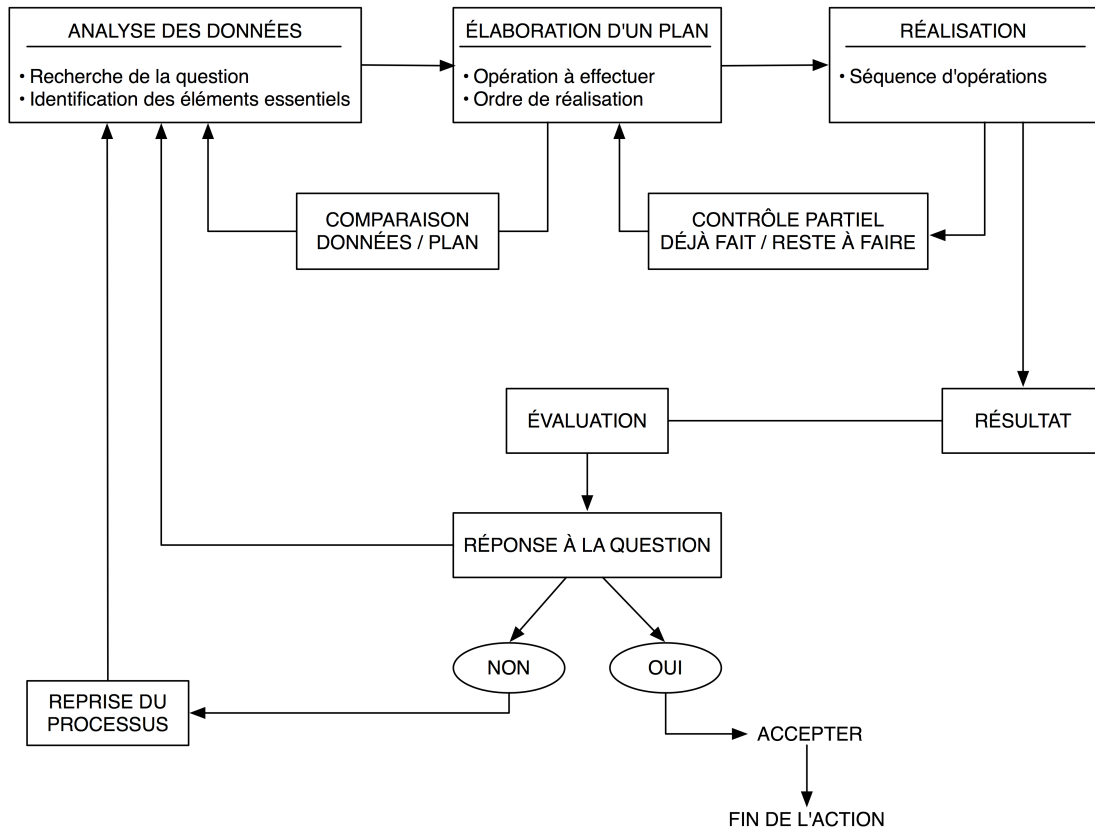 ANALYSE DES DONNÉES
• Recherche de la question
• Identification des éléments essentiels
ÉLABORATION D'UN PLAN
• Opération à effectuer
• Ordre de réalisation
RÉALISATION
• Séquence d'opérations
COMPARAISON
DONNÉES / PLAN
CONTRÔLE PARTIEL
DÉJÀ FAIT / RESTE À FAIRE
ÉVALUATION
RÉSULTAT
RÉPONSE À LA QUESTION
NON
OUI
REPRISE DU
PROCESSUS
ACCEPTER
FIN DE L'ACTION